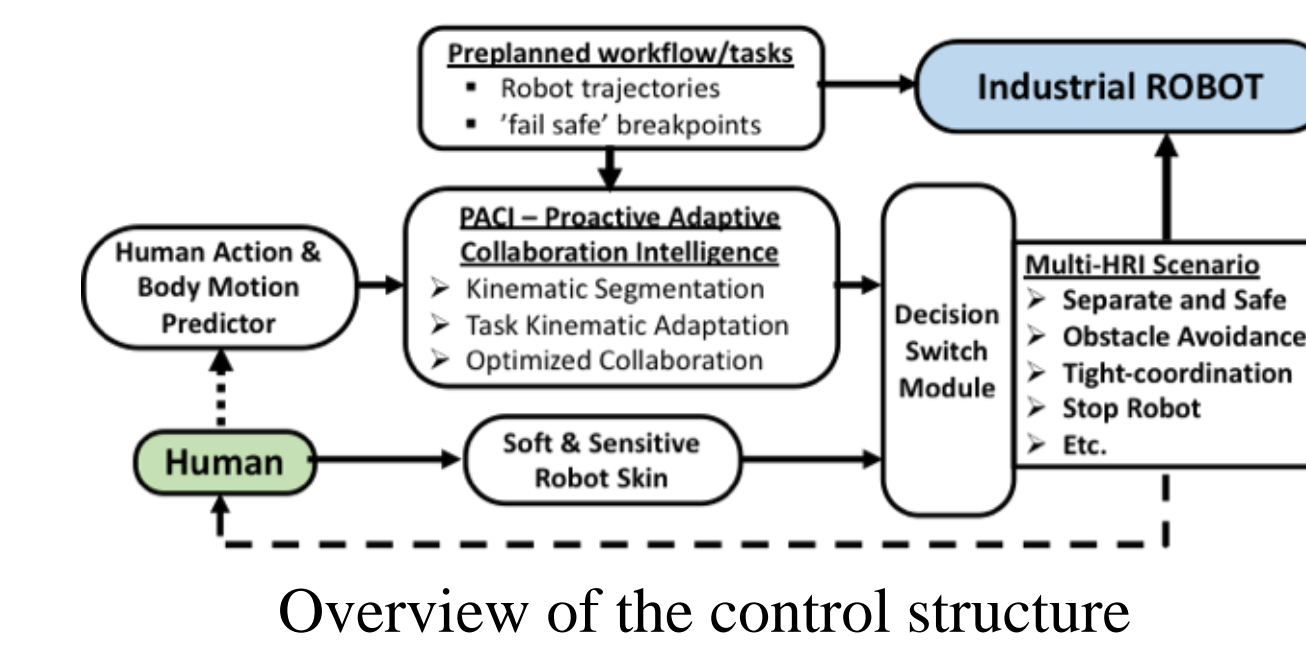 Preplanned workflow/tasks
▪ Robot trajectories
▪ 'fail safe' breakpoints
Industrial ROBOT
PACI – Proactive Adaptive
Collaboration Intelligence
➢ Kinematic Segmentation
➢ Task Kinematic Adaptation
➢ Optimized Collaboration
Human Action &
Body Motion
Predictor
Decision
Switch
Module
Multi-HRI Scenario
➢ Separate and Safe
➢ Obstacle Avoidance
➢ Tight-coordination
➢ Stop Robot
➢ Etc.
Human
Soft & Sensitive
Robot Skin
Overview of the control structure